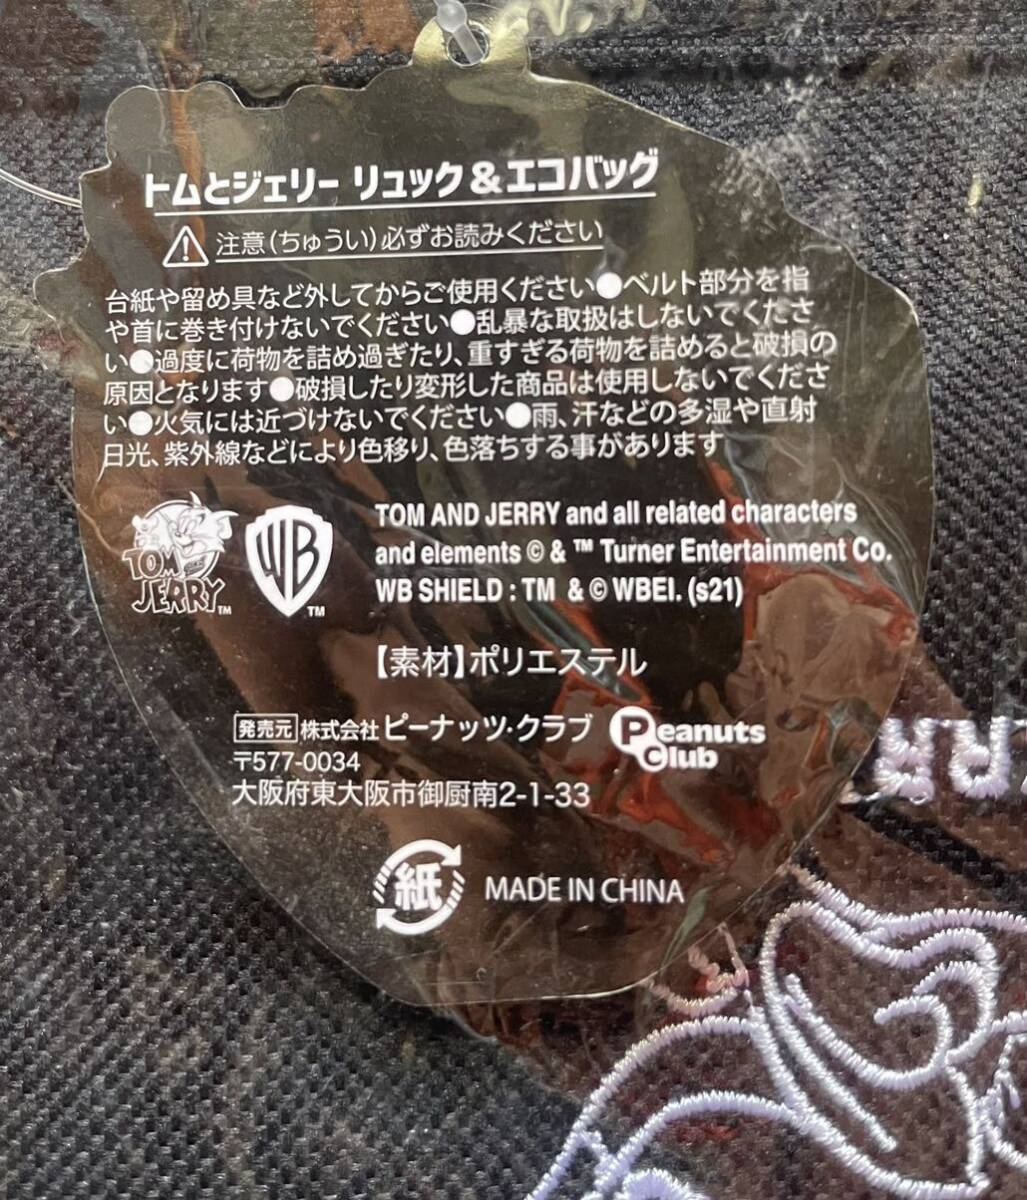 トムとジェリー リュック&エコバッグ
注意(ちゅうい)必ずお読みください
台紙や留め具など外してからご使用ください●ベルト部分を指
や首に巻き付けないでください●乱暴な取扱はしないでくださ
い●過度に荷物を詰め過ぎたり、重すぎる荷物を詰めると破損の
原因となります●破損したり変形した商品は使用しないでくださ
い●火気には近づけないでください●雨、汗などの多湿や直射
日光、紫外線などにより色移り、色落ちする事があります
TOM AND JERRY TM
WB TM
TOM AND JERRY and all related characters
and elements © & ™ Turner Entertainment Co.
WB SHIELD : TM & © WBEI. (s21)
【素材】ポリエステル
発売元 株式会社 ピーナッツ・クラブ
Peanuts Club
〒577-0034
大阪府東大阪市御厨南2-1-33
紙
MADE IN CHINA